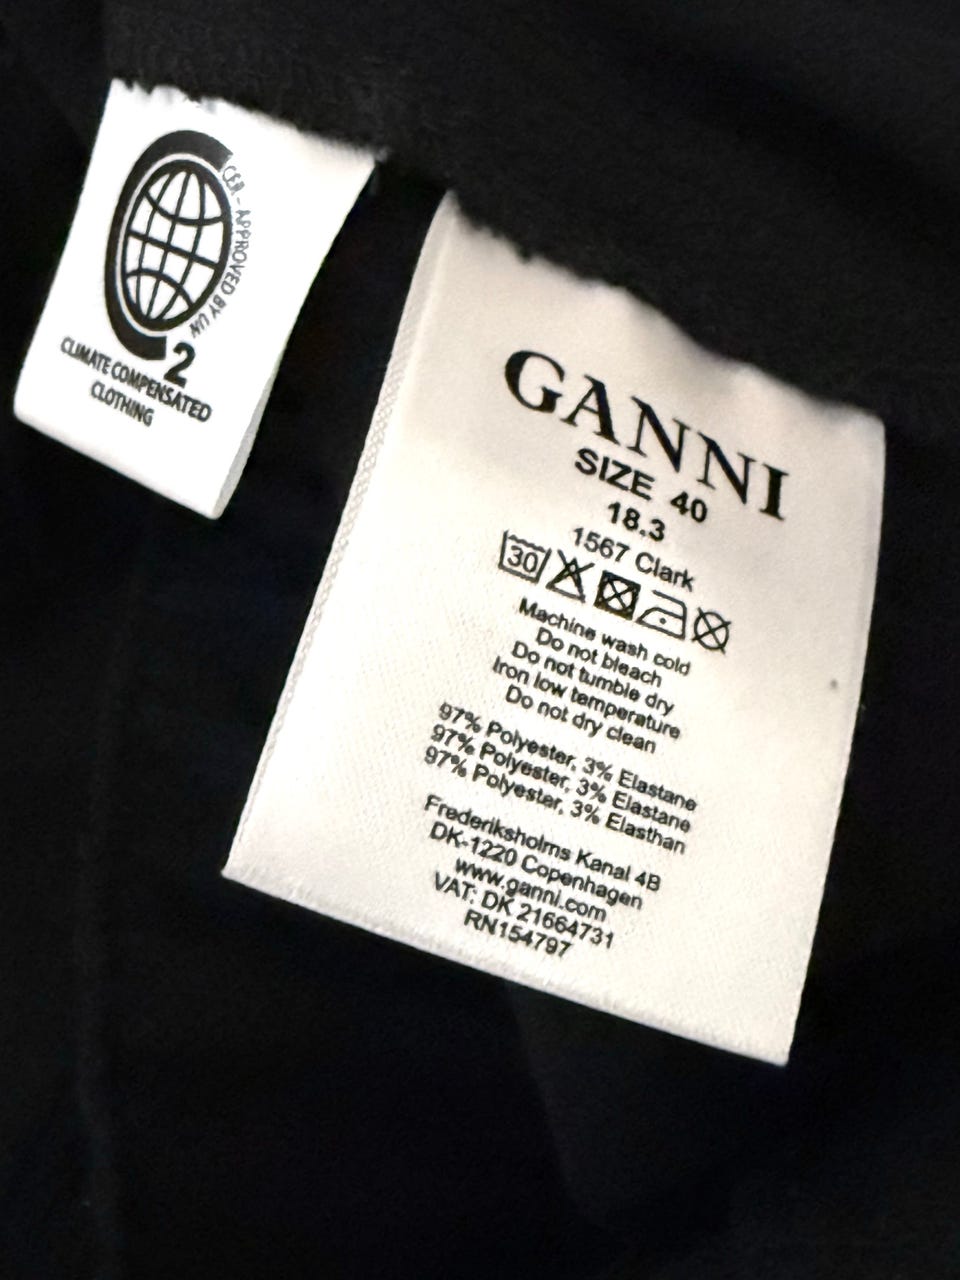 CER - APPROVED BY UN
2
CLIMATE COMPENSATED
CLOTHING
GANNI
SIZE 40
18.3
1567 Clark
30
Machine wash cold
Do not bleach
Do not tumble dry
Iron low temperature
Do not dry clean
97% Polyester, 3% Elastane
97% Polyester, 3% Elastane
97% Polyester, 3% Elasthan
Frederiksholms Kanal 4B
DK-1220 Copenhagen
www.ganni.com
VAT: DK 21664731
RN154797